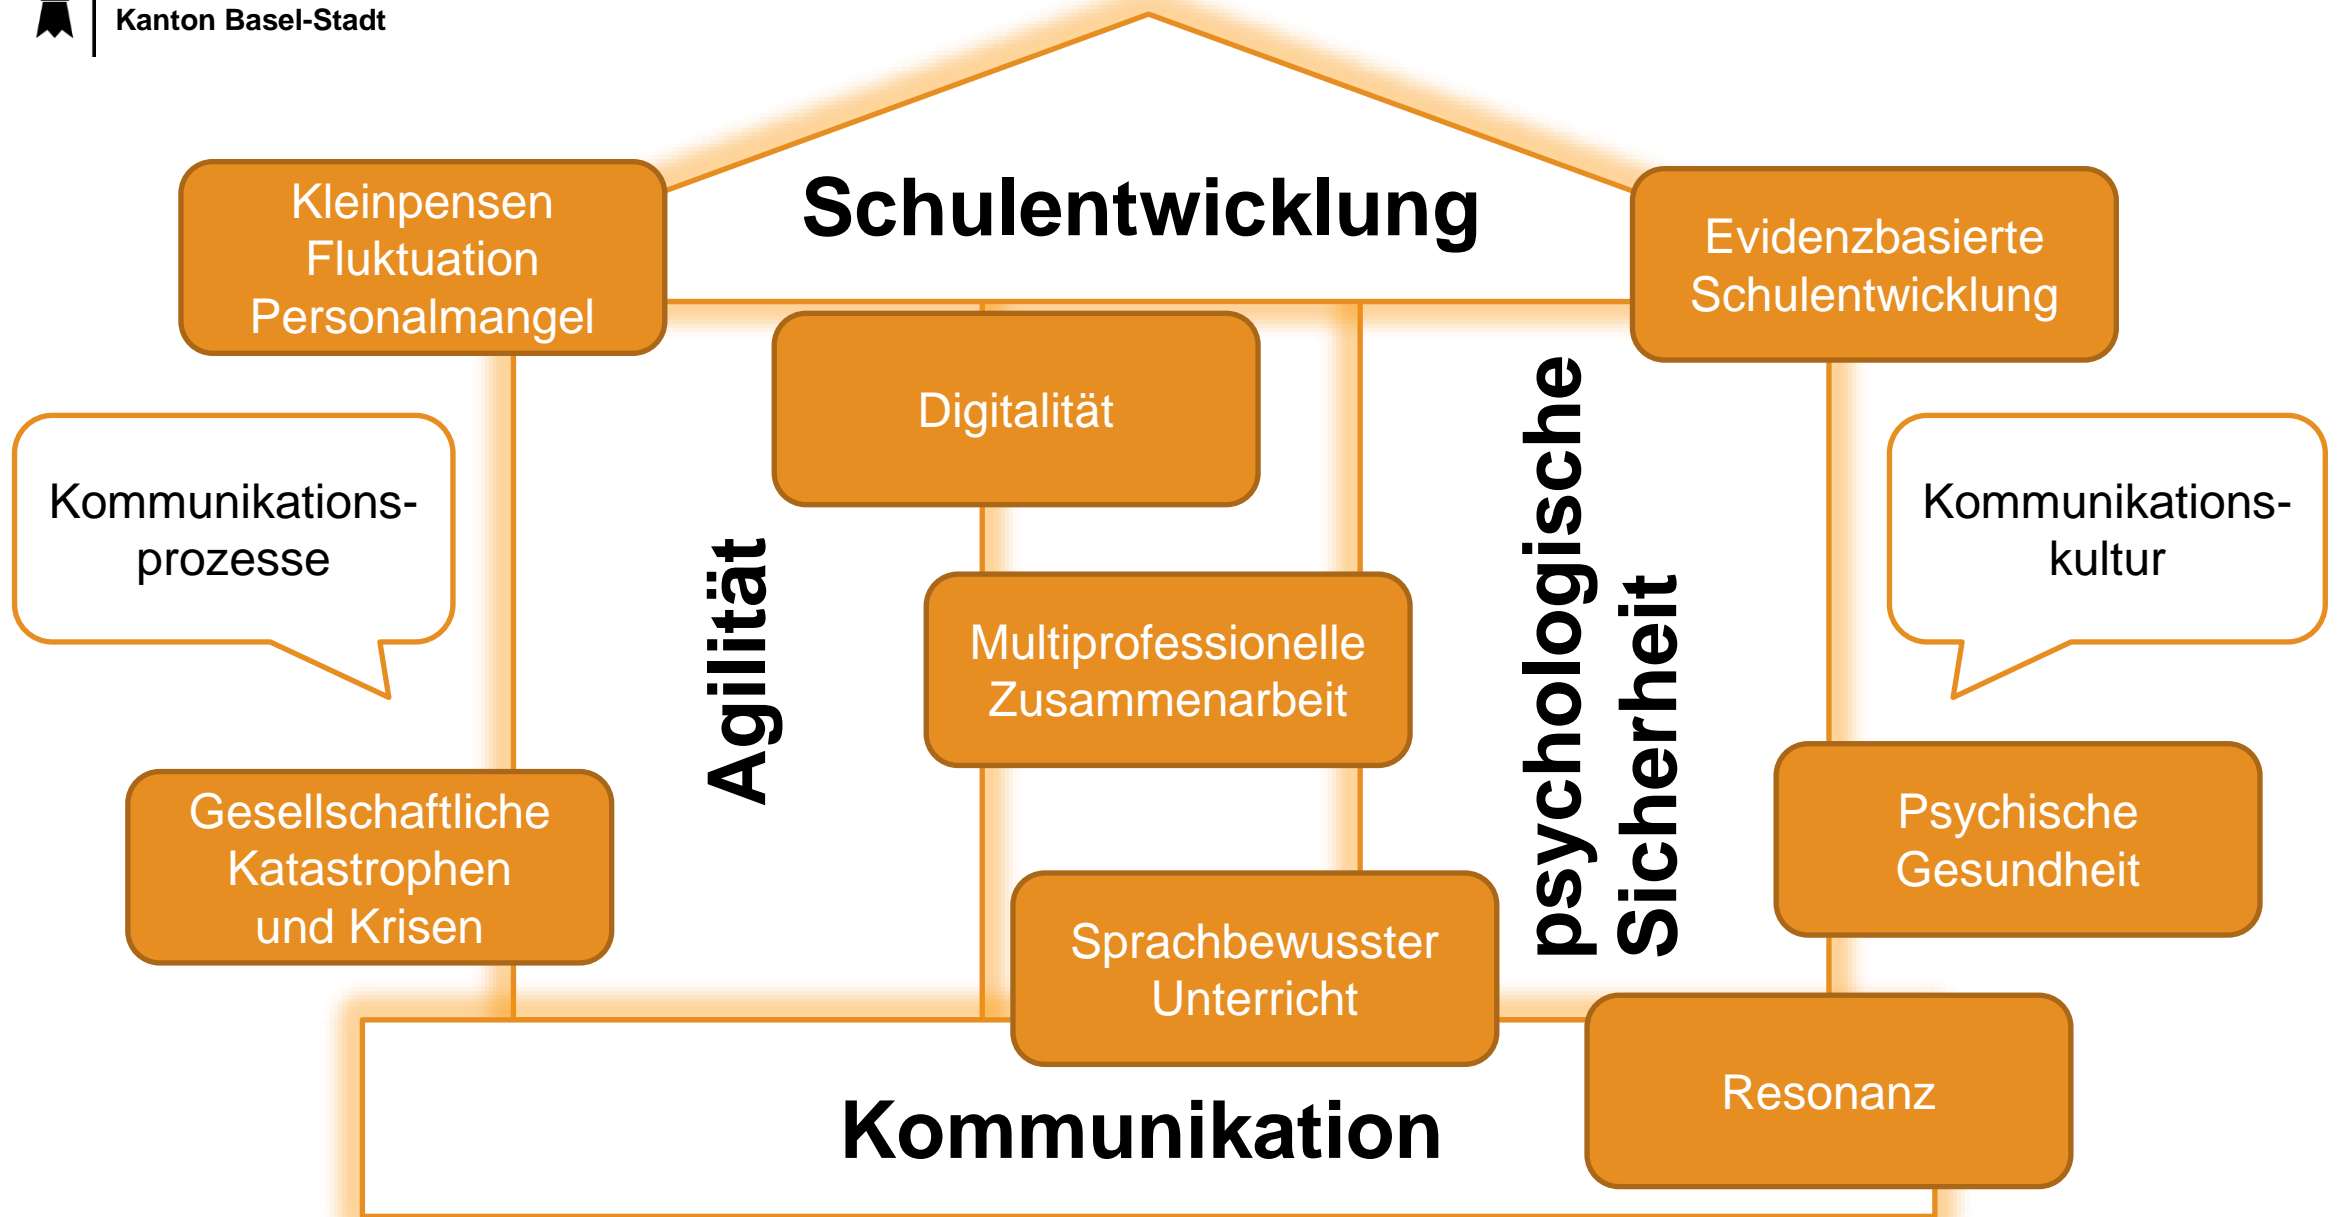 Kanton Basel-Stadt
Schulentwicklung
Kleinpensen
Fluktuation
Personalmangel
Evidenzbasierte
Schulentwicklung
Digitalität
Kommunikations-
prozesse
Agilität
psychologische
Sicherheit
Kommunikations-
kultur
Multiprofessionelle
Zusammenarbeit
Gesellschaftliche
Katastrophen
und Krisen
Psychische
Gesundheit
Sprachbewusster
Unterricht
Resonanz
Kommunikation